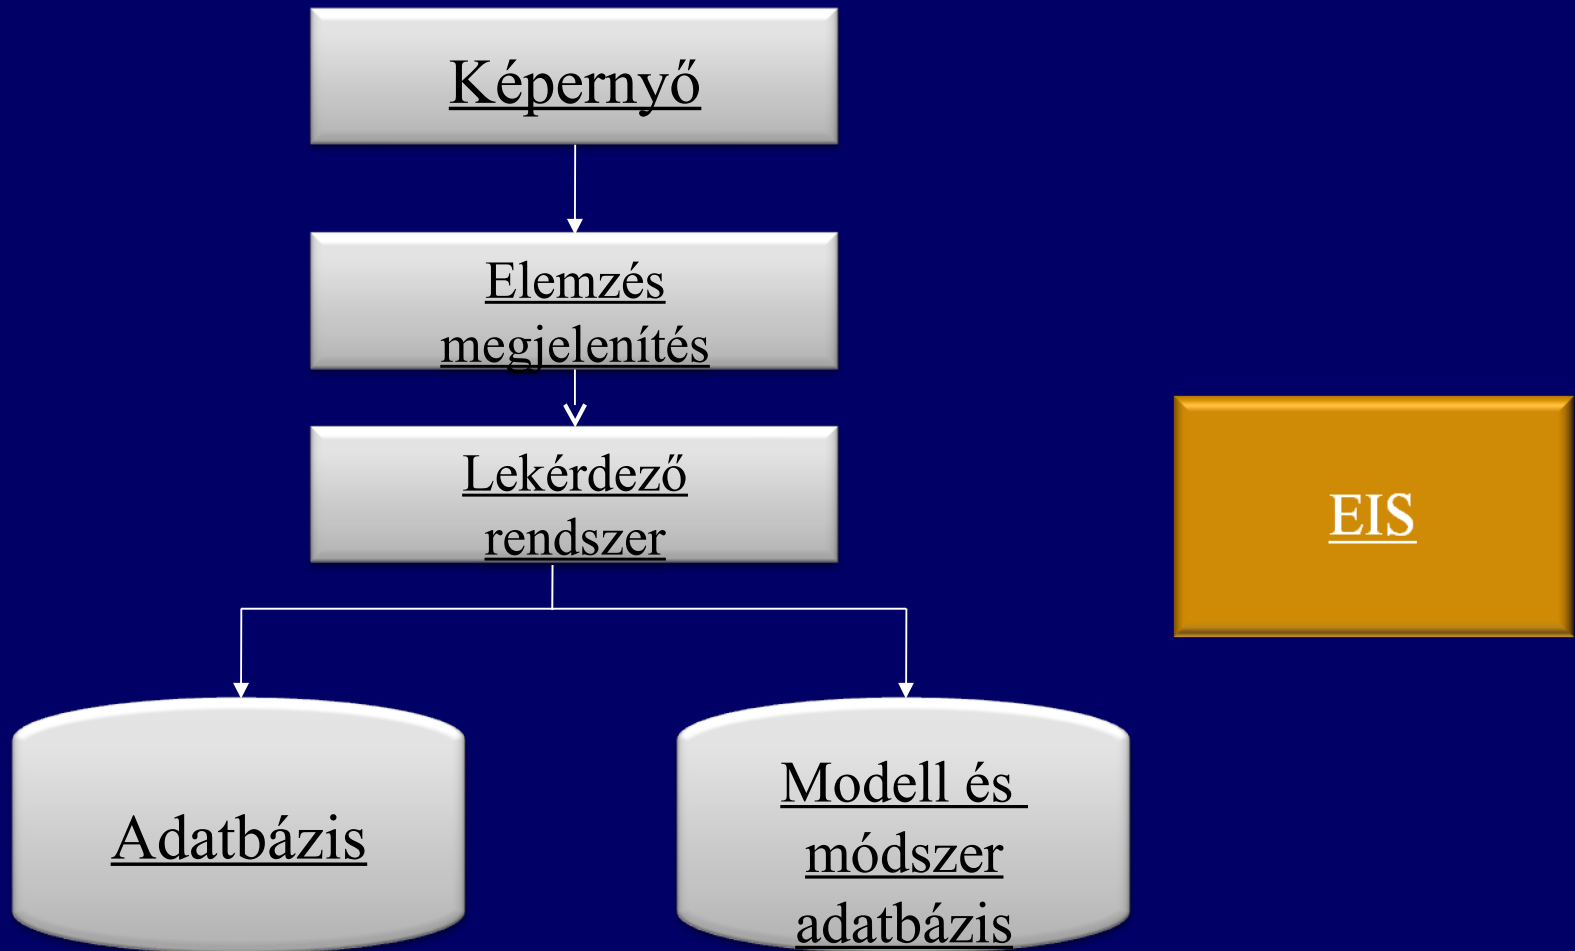 Képernyő
Elemzés
megjelenítés
Lekérdező
rendszer
EIS
Adatbázis
Modell és
módszer
adatbázis